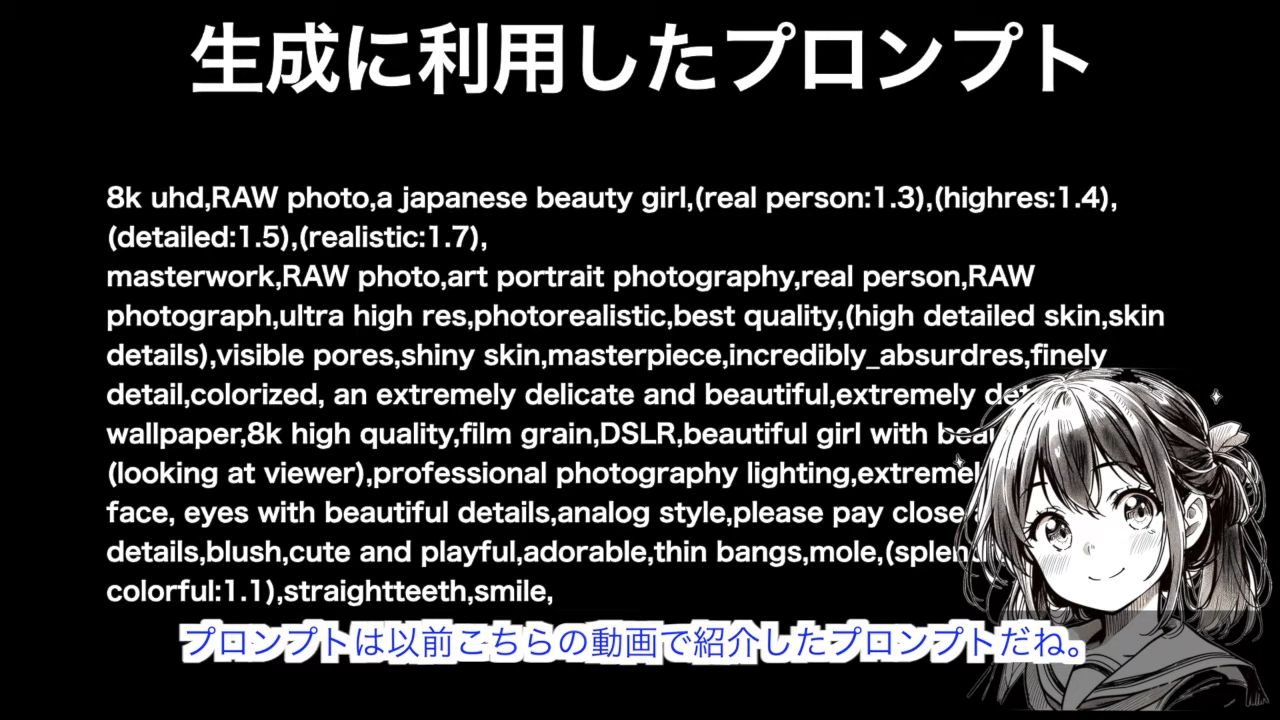 生成に利用したプロンプト
8k uhd,RAW photo,a japanese beauty girl,(real person:1.3),(highres:1.4),
(detailed:1.5),(realistic:1.7),
masterwork,RAW photo,art portrait photography,real person,RAW
photograph,ultra high res,photorealistic,best quality,(high detailed skin,skin
details),visible pores,shiny skin,masterpiece,incredibly_absurdres,finely
detail,colorized, an extremely delicate and beautiful,extremely
wallpaper,8k high quality,film grain,DSLR,beautiful girl with
(looking at viewer),professional photography lighting,
face, eyes with beautiful details,analog style,please pay close
details,blush,cute and playful,adorable,thin bangs,mole,
colorful:1.1),straightteeth,smile,
プロンプトは以前こちらの動画で紹介したプロンプトだね。